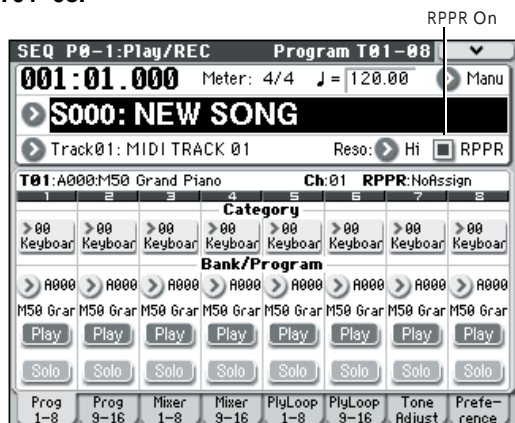 RPPR On
SEQ P0-1:Play/REC Program T01-08
001:01.000 Meter: 4/4 ♩= 120.00 Manu
S000: NEW SONG
Track01: MIDI TRACK 01 Reso: Hi RPPR
T01:A000:M50 Grand Piano Ch:01 RPPR:NoAssign
1 2 3 4 5 6 7 8
Category
>00 >00 >00 >00 >00 >00 >00 >00
Keyboar Keyboar Keyboar Keyboar Keyboar Keyboar Keyboar Keyboar
Bank/Program
A000 A000 A000 A000 A000 A000 A000 A000
M50 Grar M50 Grar M50 Grar M50 Grar M50 Grar M50 Grar M50 Grar M50 Grar
Play Play Play Play Play Play Play Play
Solo Solo Solo Solo Solo Solo Solo Solo
Prog Prog Mixer Mixer PlyLoop PlyLoop Tone Prefe-
1-8 9-16 1-8 9-16 1-8 9-16 Adjust rence